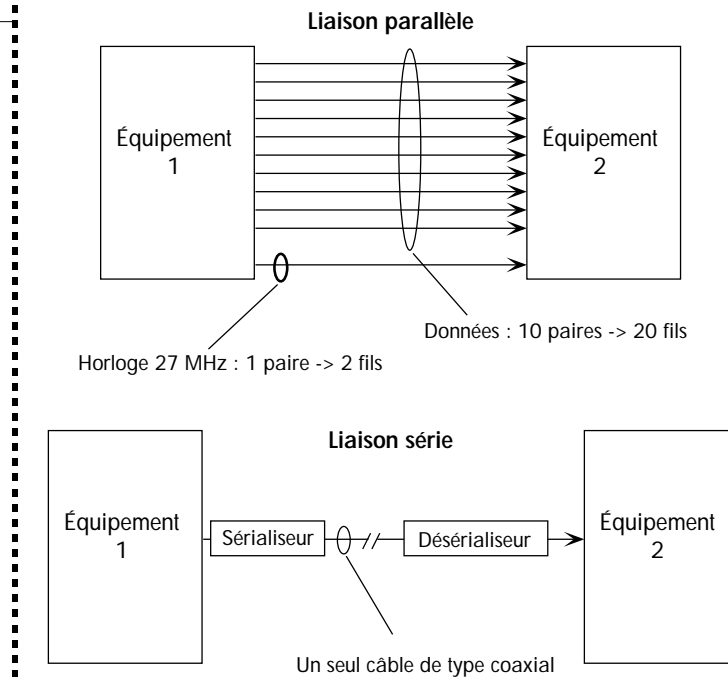 Liaison parallèle
Équipement
1
Équipement
2
Données : 10 paires -> 20 fils
Horloge 27 MHz : 1 paire -> 2 fils
Liaison série
Équipement
1
Sérialiseur
Désérialiseur
Équipement
2
Un seul câble de type coaxial